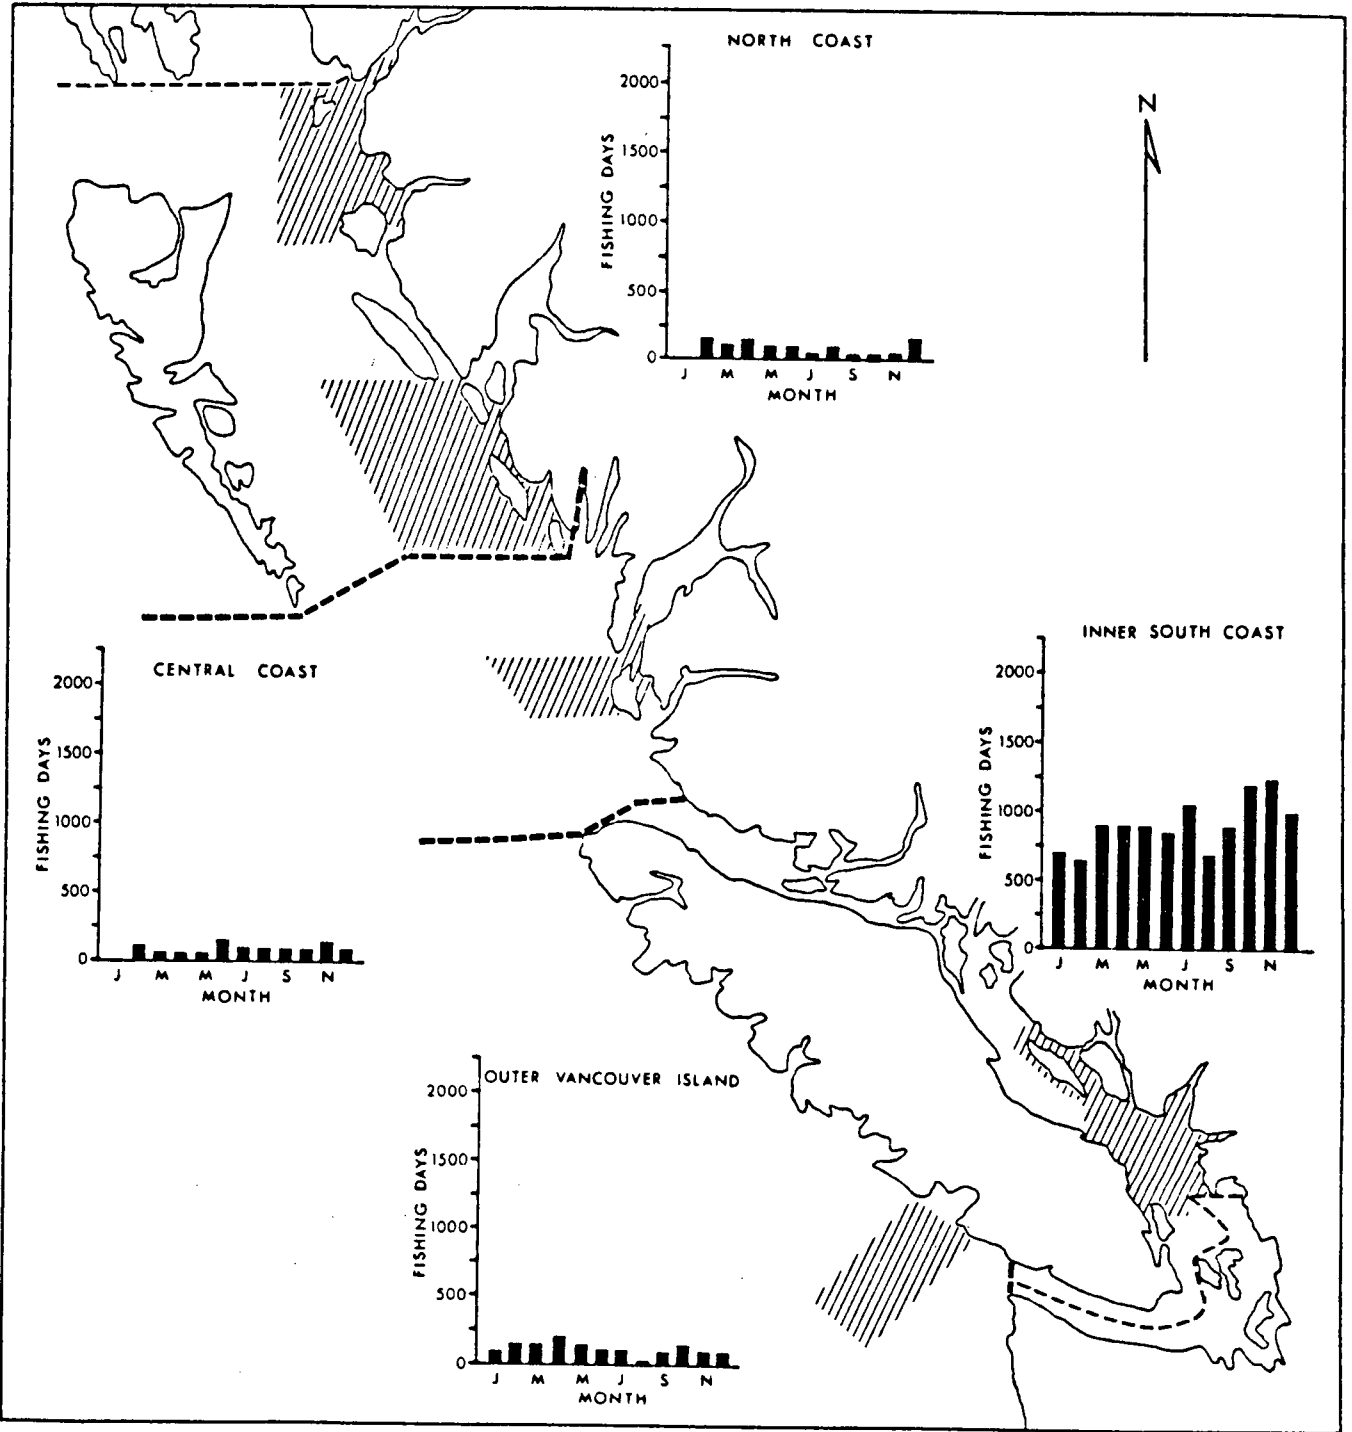 NORTH COAST
FISHING DAYS
2000
1500
1000
500
0
J M M J S N
MONTH
N
CENTRAL COAST
FISHING DAYS
2000
1500
1000
500
0
J M M J S N
MONTH
INNER SOUTH COAST
FISHING DAYS
2000
1500
1000
500
0
J M M J S N
MONTH
OUTER VANCOUVER ISLAND
FISHING DAYS
2000
1500
1000
500
0
J M M J S N
MONTH